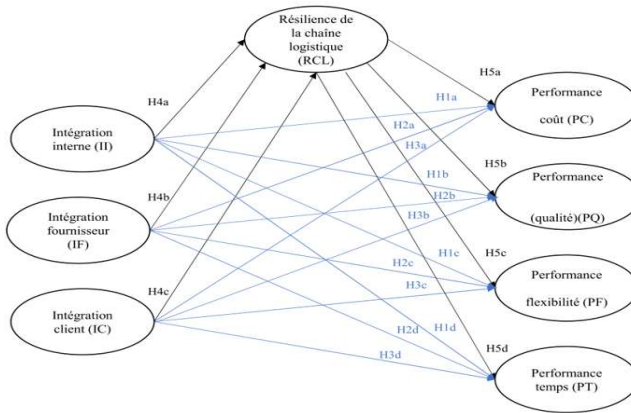 Résilience de
la chaîne
logistique
(RCL)
H4a
H5a
Performance
coût (PC)
H1a
H2a
H3a
Intégration
interne (II)
H5b
Performance
(qualité)(PQ)
H1b
H2b
H3b
H4b
Intégration
fournisseur
(IF)
H1c
H5c
H2c
H3c
Performance
flexibilité (PF)
H4c
Intégration
client (IC)
H2d
H1d
H3d
H5d
Performance
temps (PT)